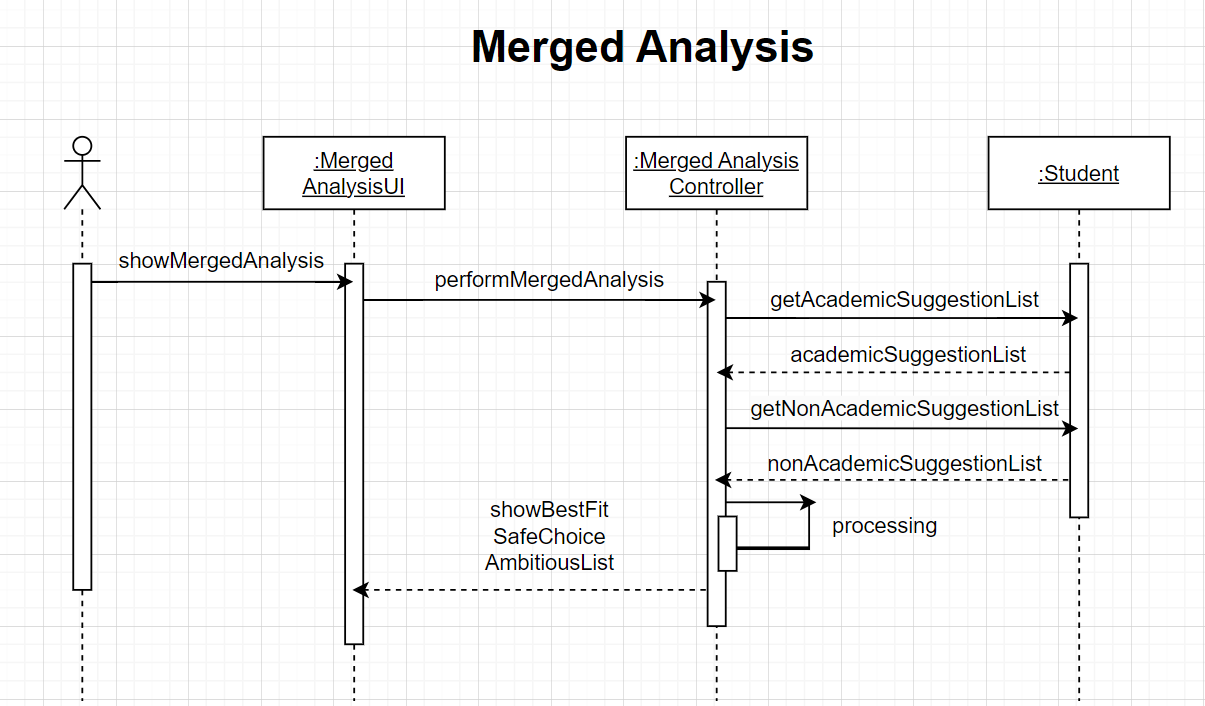 Merged Analysis
:Merged
AnalysisUI
:Merged Analysis
Controller
:Student
showMergedAnalysis
performMergedAnalysis
getAcademicSuggestionList
academicSuggestionList
getNonAcademicSuggestionList
nonAcademicSuggestionList
showBestFit
SafeChoice
AmbitiousList
processing